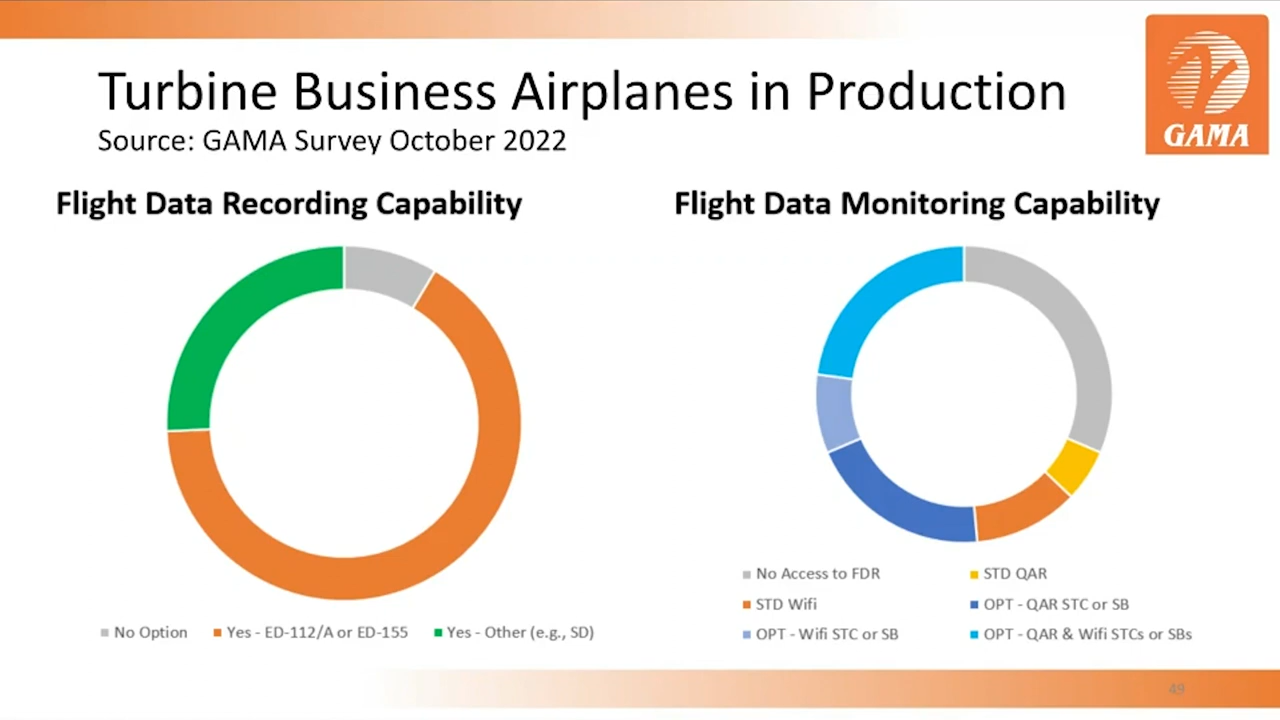 Turbine Business Airplanes in Production
Source: GAMA Survey October 2022
GAMA
Flight Data Recording Capability
Flight Data Monitoring Capability
No Option Yes - ED-112/A or ED-155 Yes - Other (e.g., SD)
No Access to FDR STD QAR
STD Wifi OPT - QAR STC or SB
OPT - Wifi STC or SB OPT - QAR & Wifi STCs or SBs
49